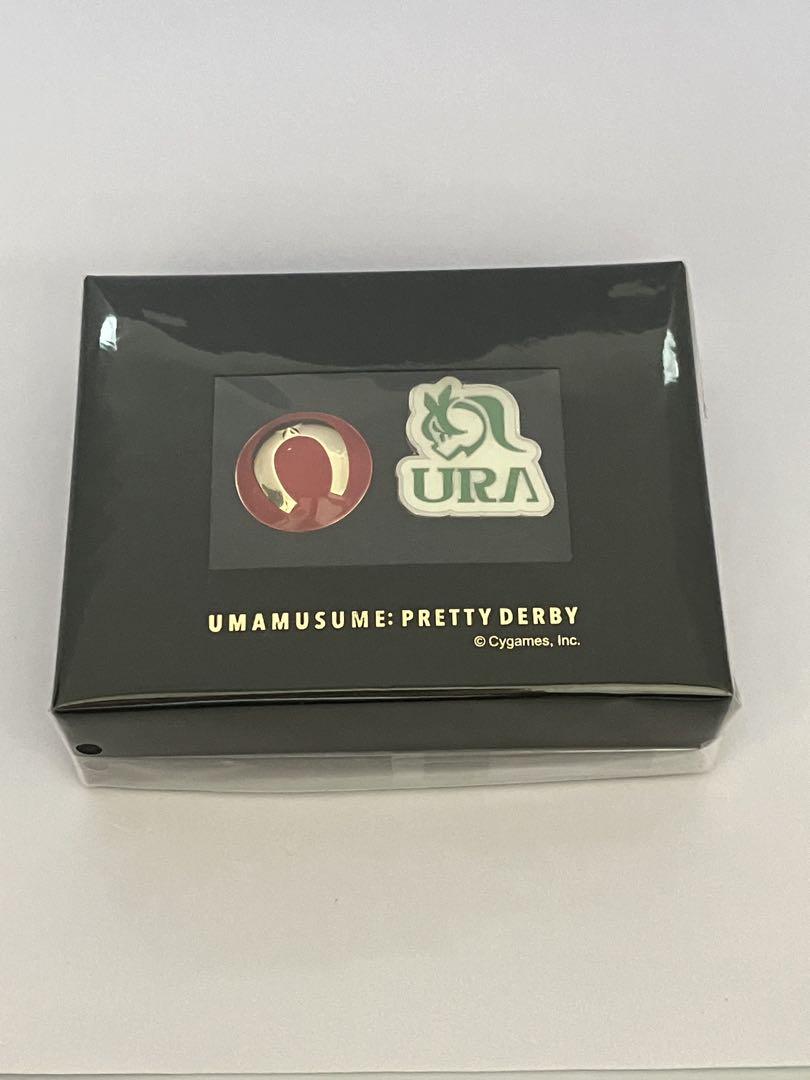 URA
UMAMUSUME: PRETTY DERBY
© Cygames, Inc.